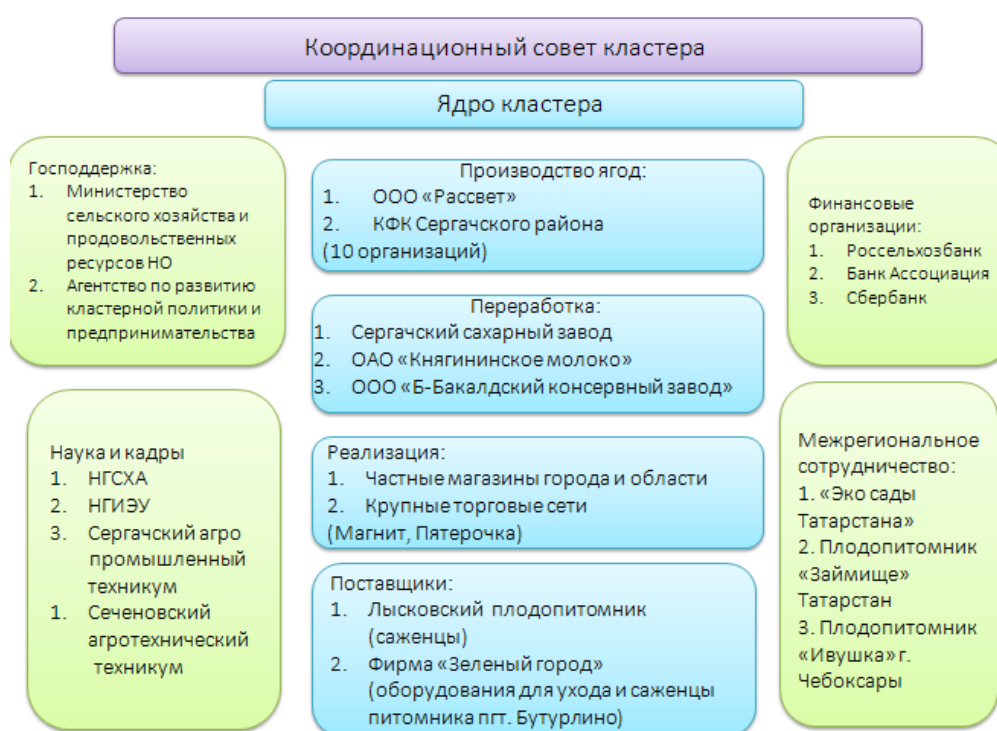 Координационный совет кластера
Ядро кластера
Господдержка:
1. Министерство
сельского хозяйства и
продовольственных
ресурсов НО
2. Агентство по развитию
кластерной политики и
предпринимательства
Наука и кадры
1. НГСХА
2. НГИЭУ
3. Сергачский агро
промышленный
техникум
1. Сеченовский
агротехнический
техникум
Производство ягод:
1. ООО «Рассвет»
2. КФК Сергачского района
(10 организаций)
Переработка:
1. Сергачский сахарный завод
2. ОАО «Княгининское молоко»
3. ООО «Б-Бакалдский консервный завод»
Реализация:
1. Частные магазины города и области
2. Крупные торговые сети
(Магнит, Пятерочка)
Поставщики:
1. Лысковский плодопитомник
(саженцы)
2. Фирма «Зеленый город»
(оборудования для ухода и саженцы
питомника пгт. Бутурлино)
Финансовые
организации:
1. Россельхозбанк
2. Банк Ассоциация
3. Сбербанк
Межрегиональное
сотрудничество:
1. «Эко сады
Татарстана»
2. Плодопитомник
«Займище»
Татарстан
3. Плодопитомник
«Ивушка» г.
Чебоксары